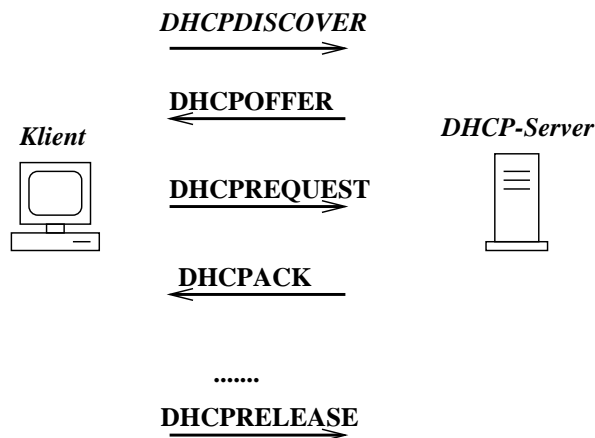 DHCPDISCOVER
DHCPOFFER
Klient
DHCP-Server
DHCPREQUEST
DHCPACK
.......
DHCPRELEASE